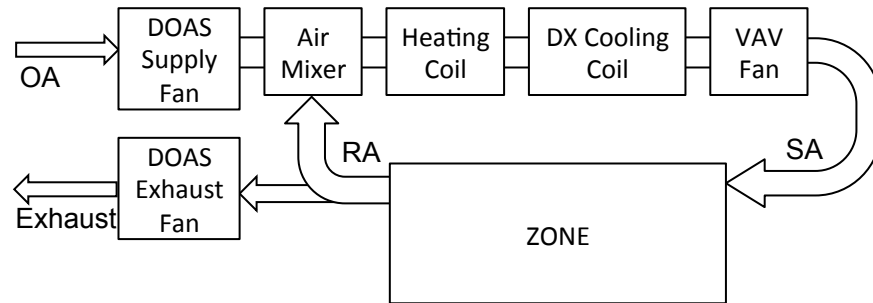 DOAS
Supply
Fan
Air
Mixer
Heating
Coil
DX Cooling
Coil
VAV
Fan
OA
RA
SA
DOAS
Exhaust
Fan
Exhaust
ZONE